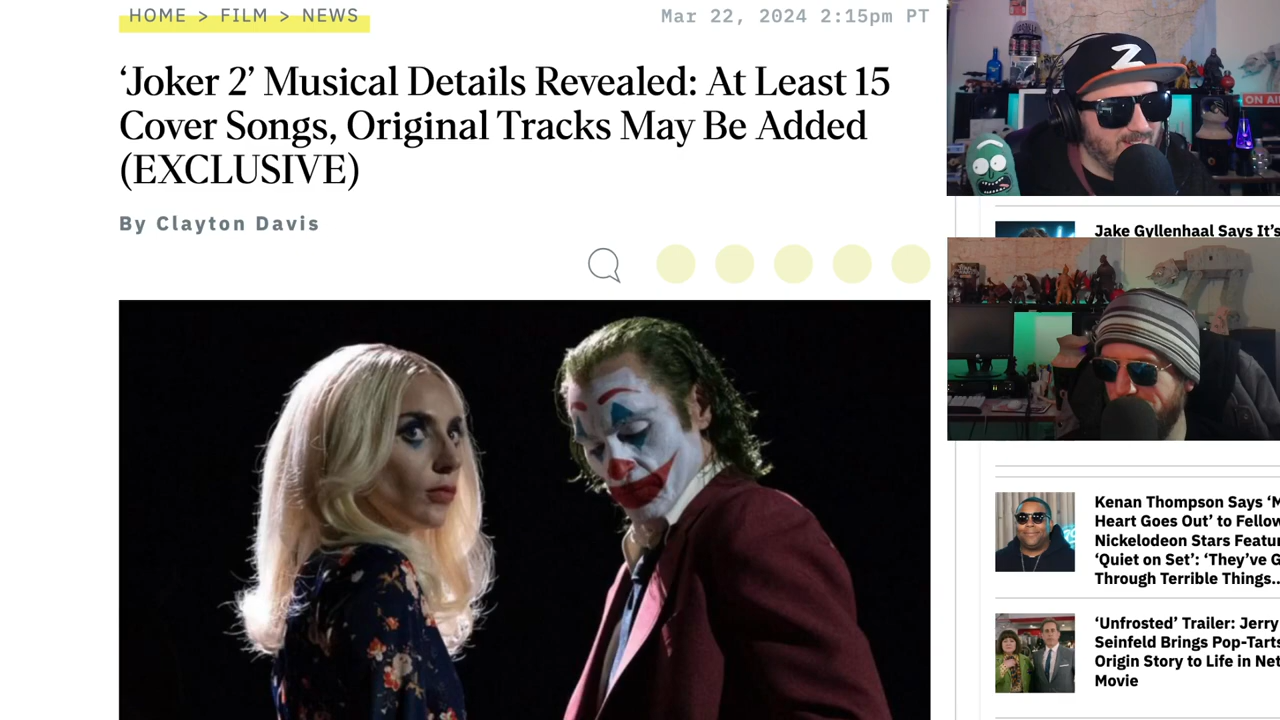 HOME > FILM > NEWS
Mar 22, 2024 2:15pm PT
‘Joker 2’ Musical Details Revealed: At Least 15
Cover Songs, Original Tracks May Be Added
(EXCLUSIVE)
By Clayton Davis
Z
ON AI
Jake Gyllenhaal Says It’s
Kenan Thompson Says ‘M
Heart Goes Out’ to Fellow
Nickelodeon Stars Featu
‘Quiet on Set’: ‘They’ve G
Through Terrible Things..
‘Unfrosted’ Trailer: Jerry
Seinfeld Brings Pop-Tarts
Origin Story to Life in Net
Movie